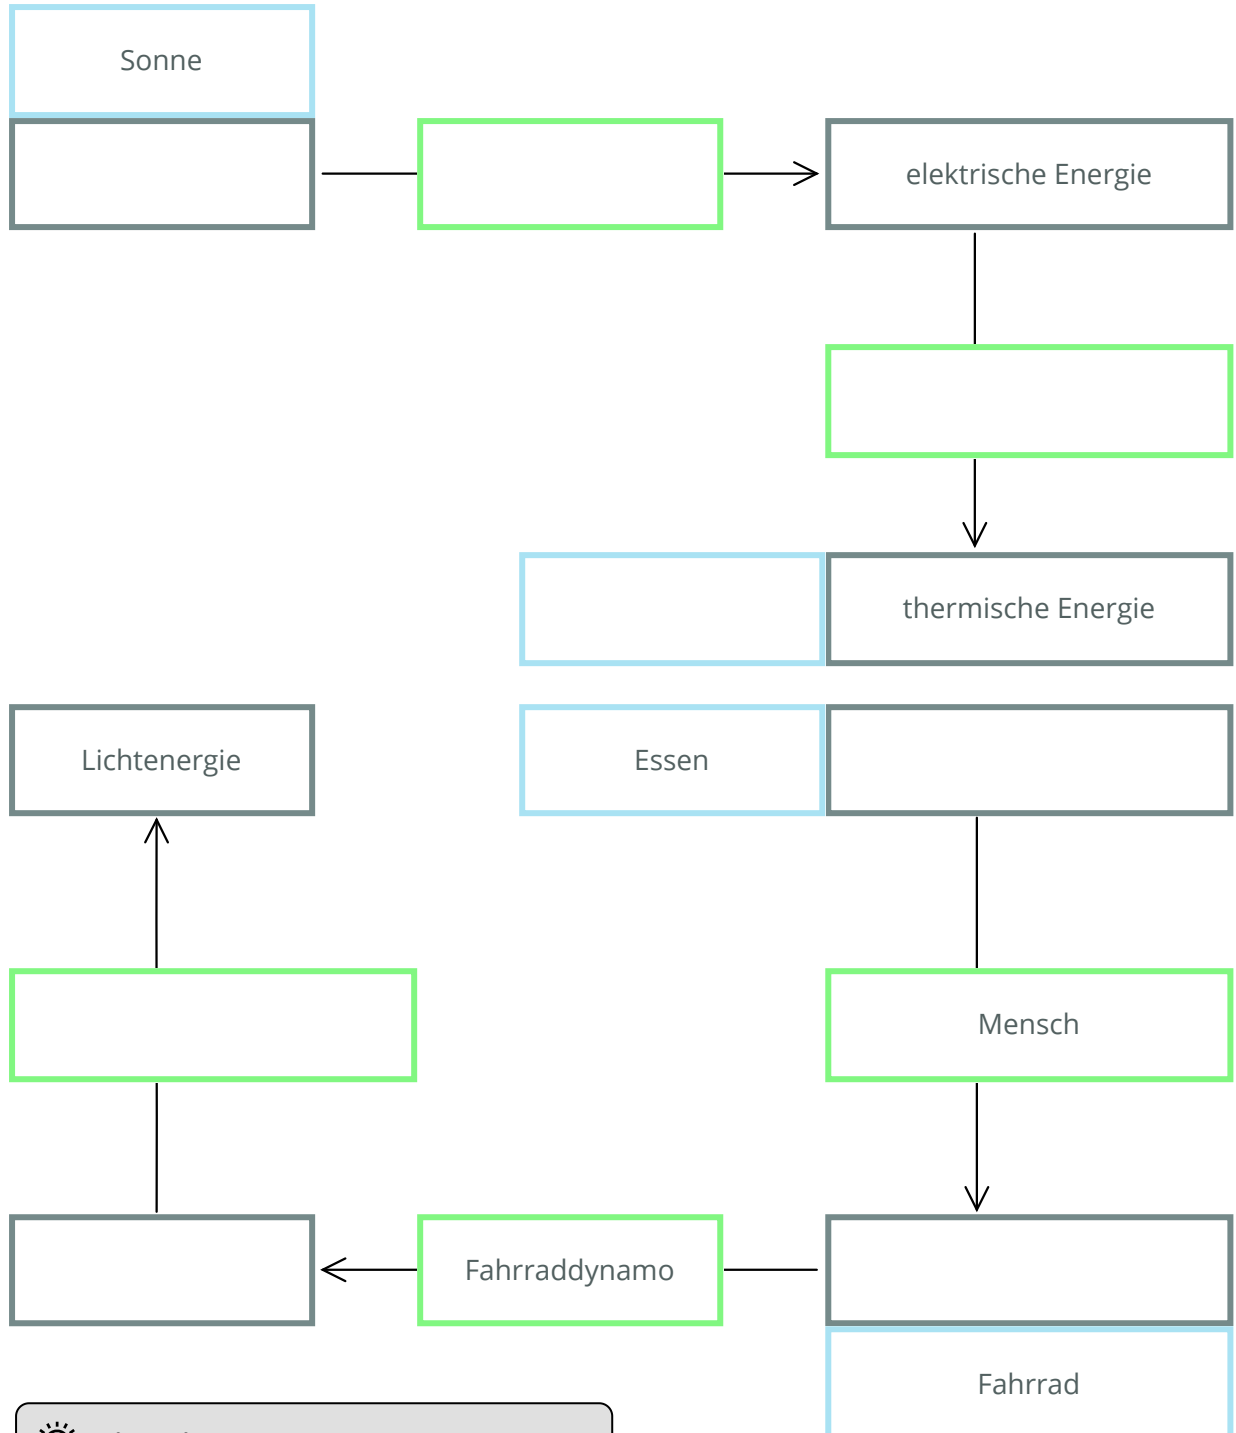 Sonne
elektrische Energie
thermische Energie
Lichtenergie
Essen
Mensch
Fahrraddynamo
Fahrrad